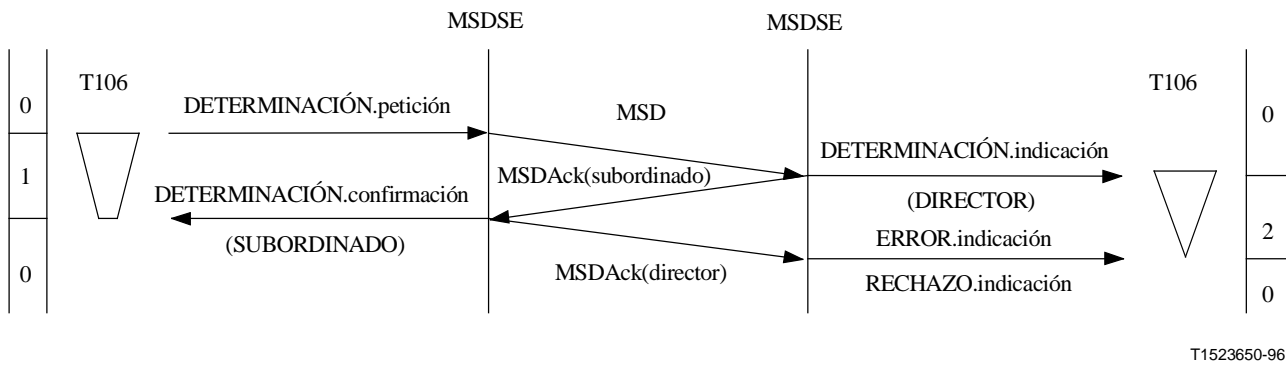 MSDSE
MSDSE
T106
T106
0
DETERMINACIÓN.petición
MSD
0
1
DETERMINACIÓN.confirmación
MSDAck(subordinado)
DETERMINACIÓN.indicación
(DIRECTOR)
(SUBORDINADO)
ERROR.indicación
2
0
MSDAck(director)
RECHAZO.indicación
0
T1523650-96